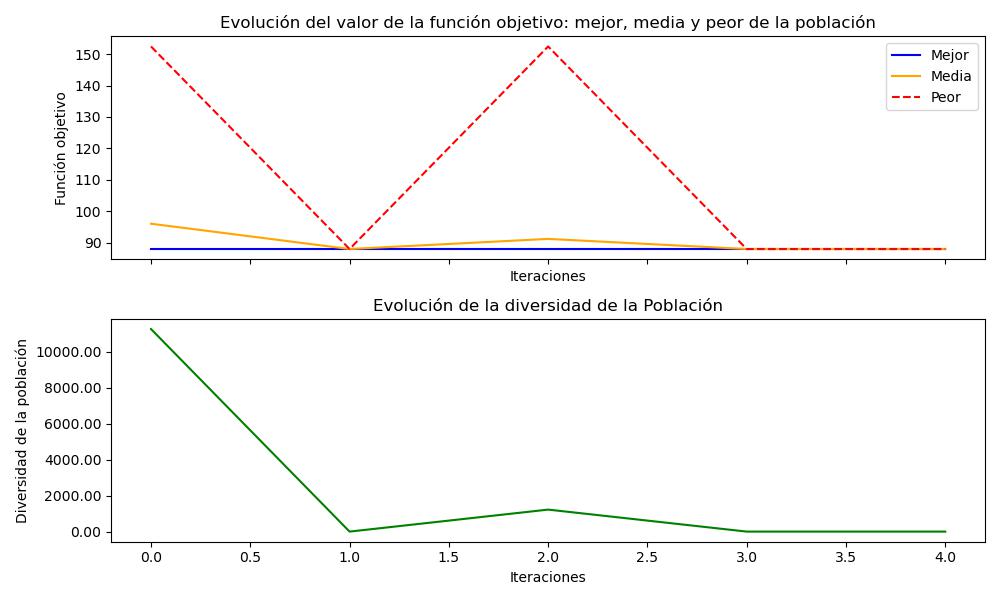 Evolución del valor de la función objetivo: mejor, media y peor de la población
Función objetivo
150
140
130
120
110
100
90
Mejor
Media
Peor
Iteraciones
Evolución de la diversidad de la Población
Diversidad de la población
10000.00
8000.00
6000.00
4000.00
2000.00
0.00
0.0 0.5 1.0 1.5 2.0 2.5 3.0 3.5 4.0
Iteraciones